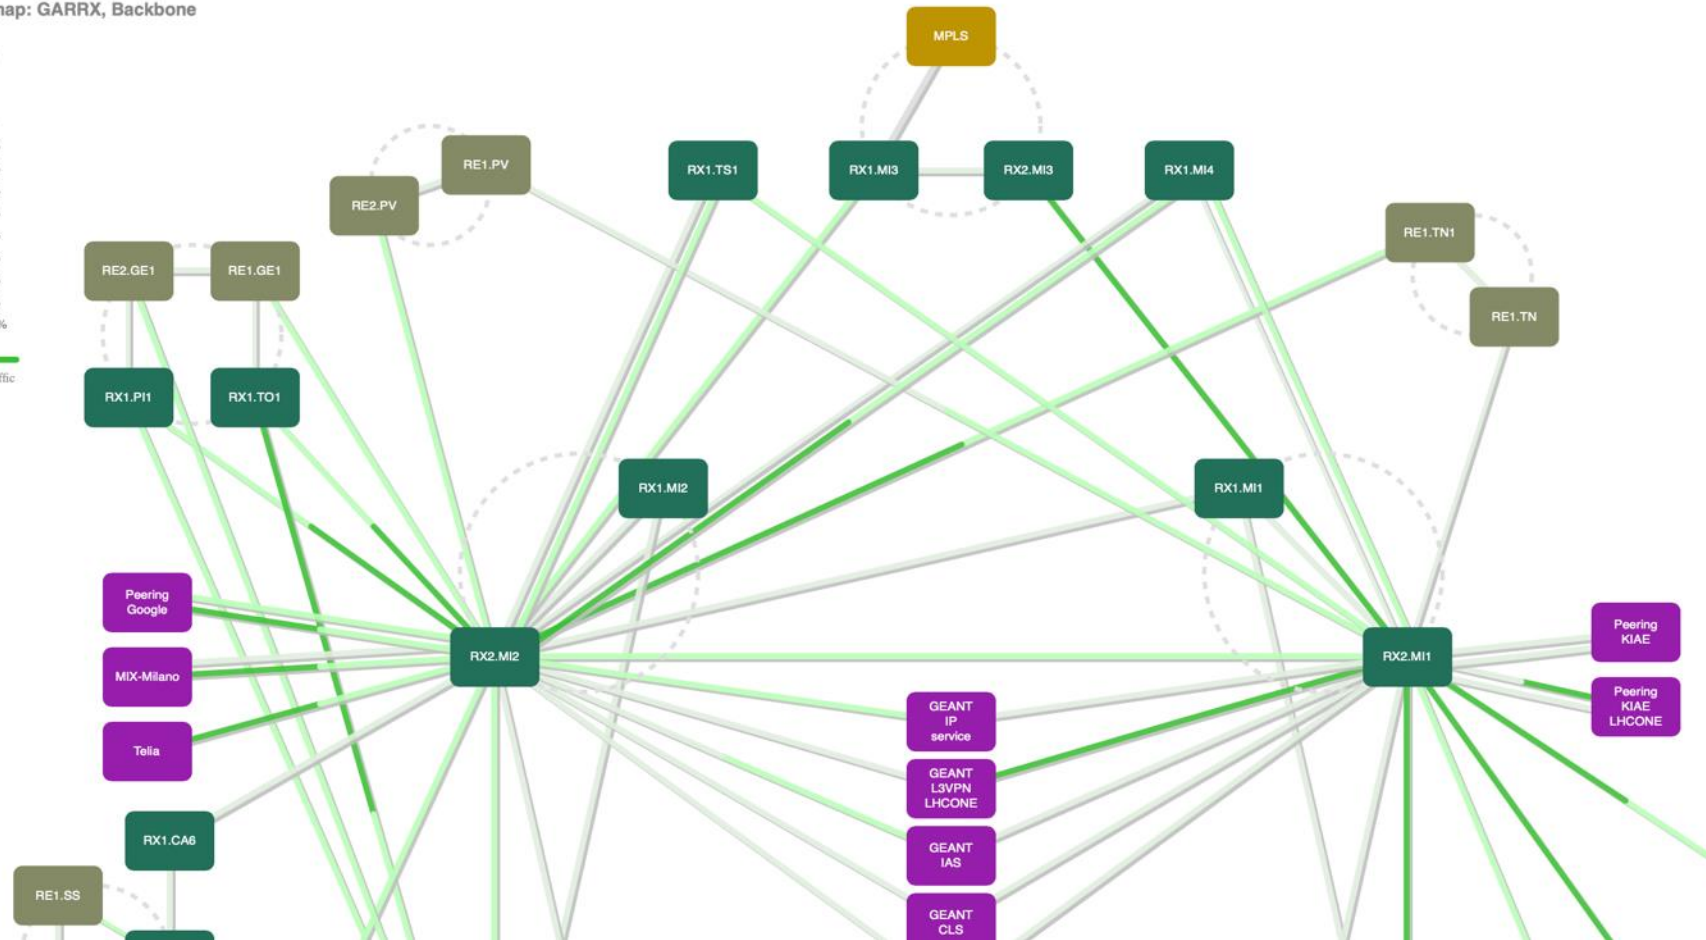 map: GARRX, Backbone
MPLS
RE1.PV
RX1.TS1
RX1.MI3
RX2.MI3
RX1.MI4
RE2.PV
RE1.TN1
RE2.GE1
RE1.GE1
RE1.TN
%
ffic
RX1.PI1
RX1.TO1
RX1.MI2
RX1.MI1
Peering
Google
Peering
KIAE
RX2.MI2
RX2.MI1
MIX-Milano
Peering
KIAE
LHCONE
GEANT
IP
service
Telia
GEANT
L3VPN
LHCONE
RX1.CA6
GEANT
IAS
RE1.SS
GEANT
CLS